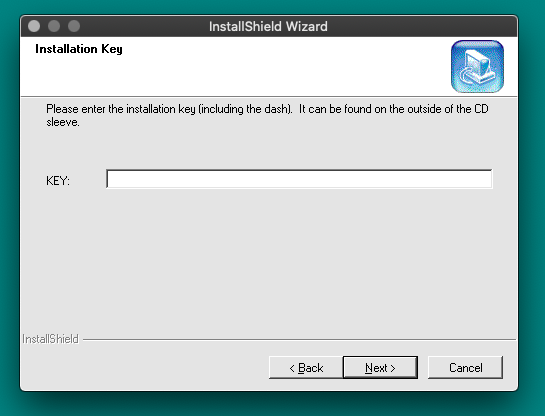 InstallShield Wizard
Installation Key
Please enter the installation key (including the dash). It can be found on the outside of the CD
sleeve.
KEY:
InstallShield
< Back
Next >
Cancel